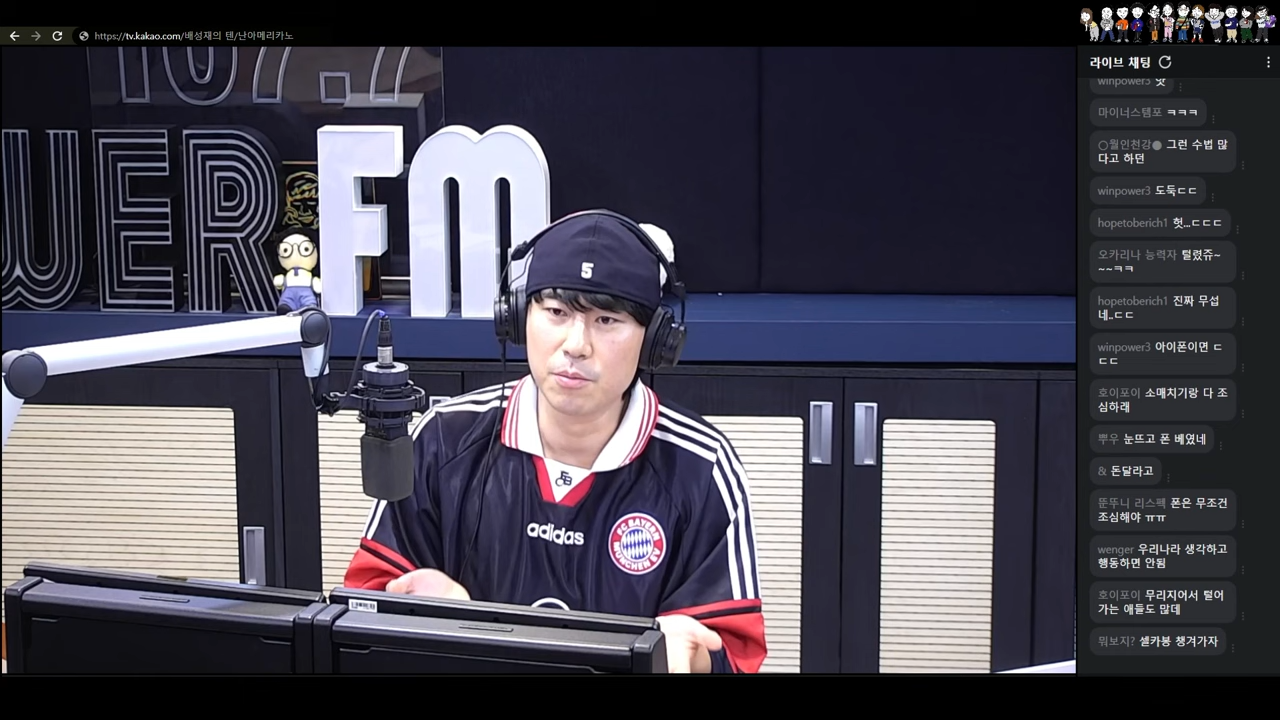 https://tv.kakao.com/배성재의 텐/난아메리카노
107.7
WER FM
5
adidas
FC BAYERN
MÜNCHEN
라이브 채팅
winpower3 앗
마이너스템포 ㅋㅋㅋ
○월인천강● 그런 수법 많
다고 하던
winpower3 도둑ㄷㄷ
hopetoberich1 헛...ㄷㄷㄷ
오카리나 능력자 털렸쥬~
~~ㅋㅋ
hopetoberich1 진짜 무섭
네..ㄷㄷ
winpower3 아이폰이면 ㄷ
ㄷㄷ
호이포이 소매치기랑 다 조
심하래
뿌우 눈뜨고 폰 베였네
& 돈달라고
뚠뚜니 리스펙 폰은 무조건
조심해야 ㅠㅠ
wenger 우리나라 생각하고
행동하면 안됨
호이포이 무리지어서 털어
가는 애들도 많데
뭐보지? 셀카봉 챙겨가자